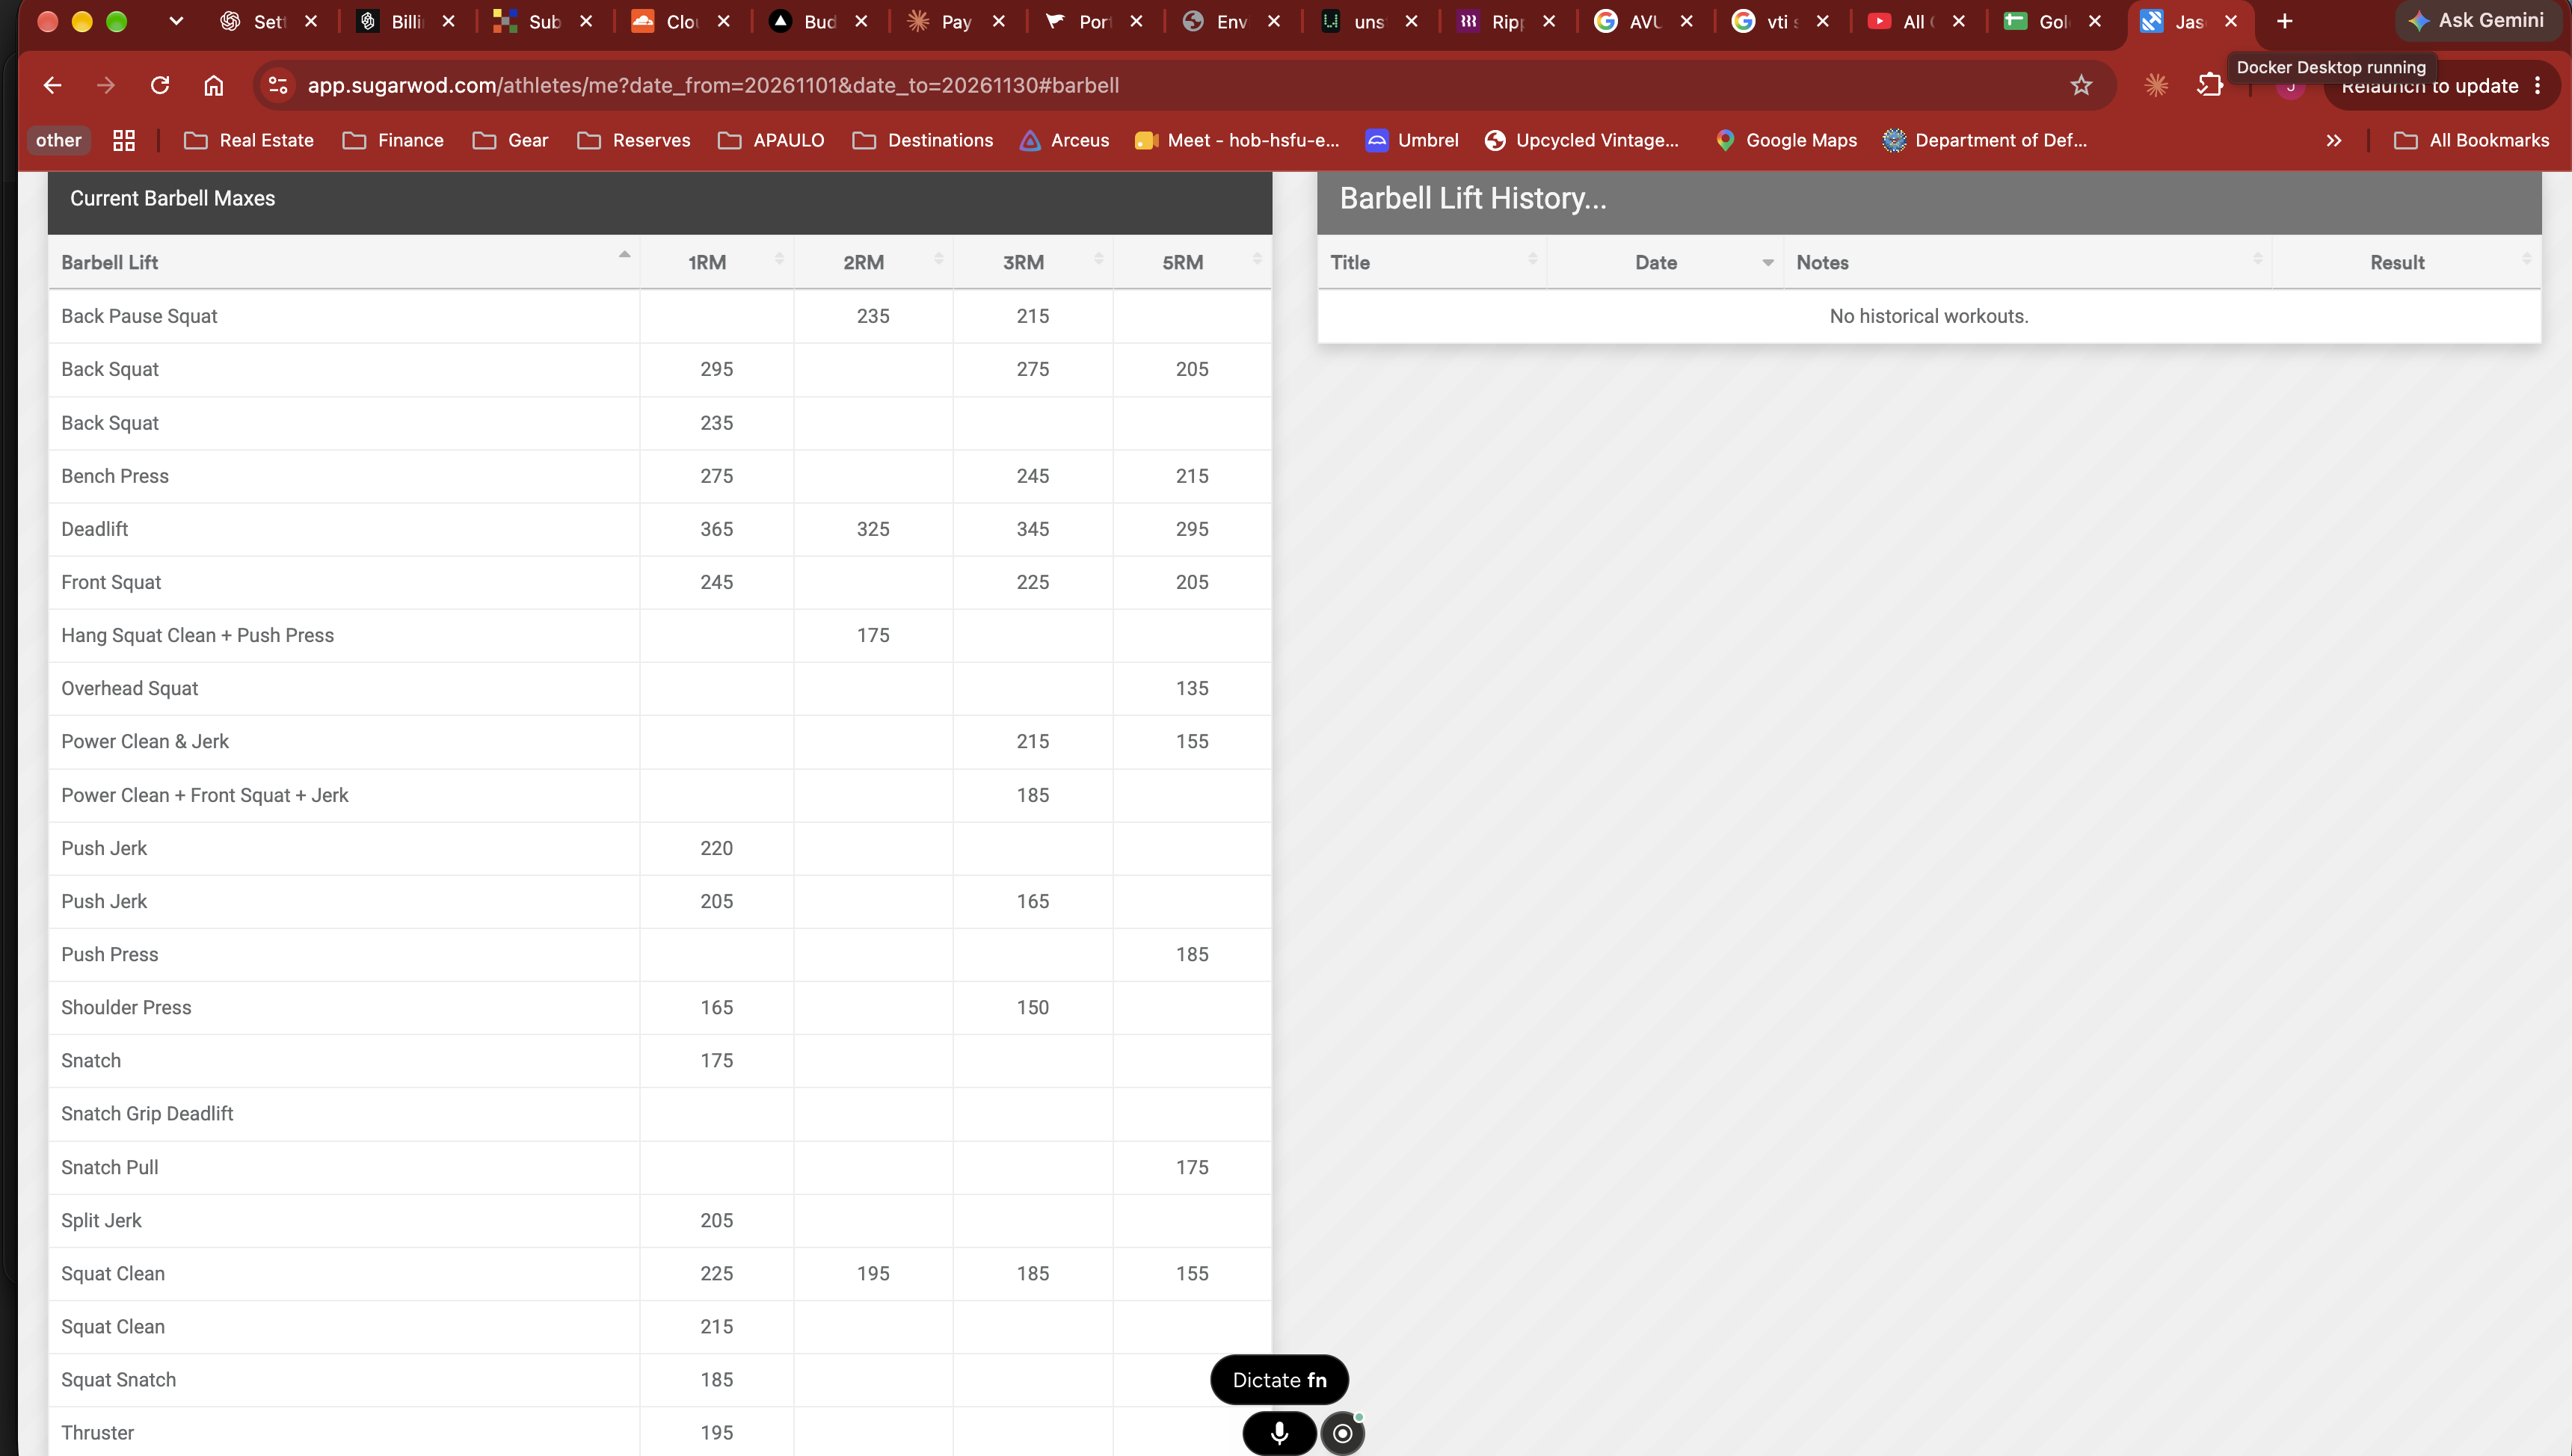 Set
Billi
Sub
Clou
Bud
Pay
Port
Env
uns
Ripp
AVU
vti s
All
Gol
Jas
Ask Gemini
app.sugarwod.com/athletes/me?date_from=20261101&date_to=20261130#barbell
Docker Desktop running
J
Relaunch to update
other
Real Estate
Finance
Gear
Reserves
APAULO
Destinations
Arceus
Meet - hob-hsfu-e...
Umbrel
Upcycled Vintage...
Google Maps
Department of Def...
All Bookmarks
Current Barbell Maxes
Barbell Lift 1RM 2RM 3RM 5RM
Back Pause Squat 235 215
Back Squat 295 275 205
Back Squat 235
Bench Press 275 245 215
Deadlift 365 325 345 295
Front Squat 245 225 205
Hang Squat Clean + Push Press 175
Overhead Squat 135
Power Clean & Jerk 215 155
Power Clean + Front Squat + Jerk 185
Push Jerk 220
Push Jerk 205 165
Push Press 185
Shoulder Press 165 150
Snatch 175
Snatch Grip Deadlift
Snatch Pull 175
Split Jerk 205
Squat Clean 225 195 185 155
Squat Clean 215
Squat Snatch 185
Thruster 195
Barbell Lift History...
Title Date Notes Result
No historical workouts.
Dictate fn